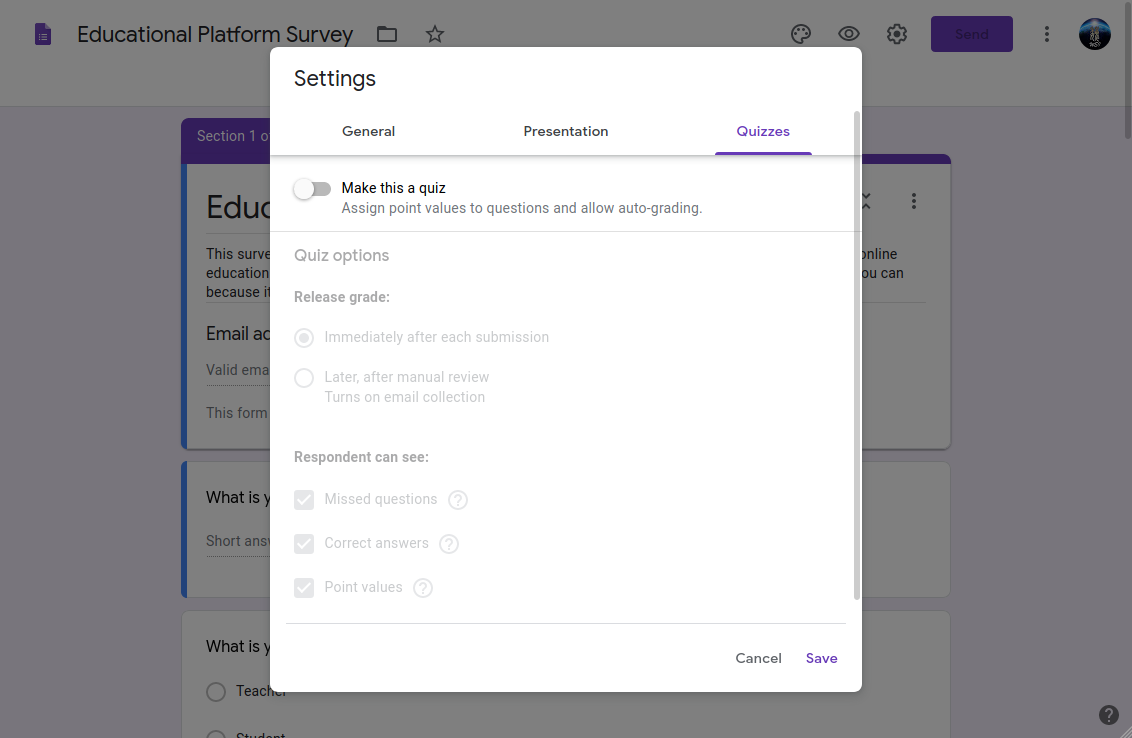 Educational Platform Survey
Send
Settings
General
Presentation
Quizzes
Section 1 o
Make this a quiz
Assign point values to questions and allow auto-grading.
Educ
This surve
online
education
ou can
because it
Quiz options
Release grade:
Immediately after each submission
Later, after manual review
Turns on email collection
Email ad
Valid ema
This form
Respondent can see:
Missed questions ?
Correct answers ?
Point values ?
What is y
Short answ
What is y
Teacher
Student
Cancel
Save